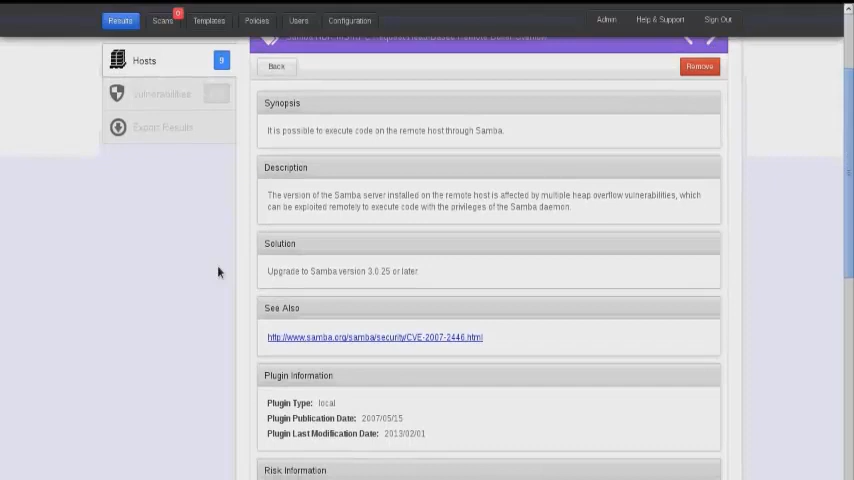 Results Scans 0 Templates Policies Users Configuration Admin Help & Support Sign Out
Hosts 9
Vulnerabilities
Export Results
Back Remove
Synopsis
It is possible to execute code on the remote host through Samba.
Description
The version of the Samba server installed on the remote host is affected by multiple heap overflow vulnerabilities, which
can be exploited remotely to execute code with the privileges of the Samba daemon.
Solution
Upgrade to Samba version 3.0.25 or later.
See Also
http://www.samba.org/samba/security/CVE-2007-2446.html
Plugin Information
Plugin Type: local
Plugin Publication Date: 2007/05/15
Plugin Last Modification Date: 2013/02/01
Risk Information